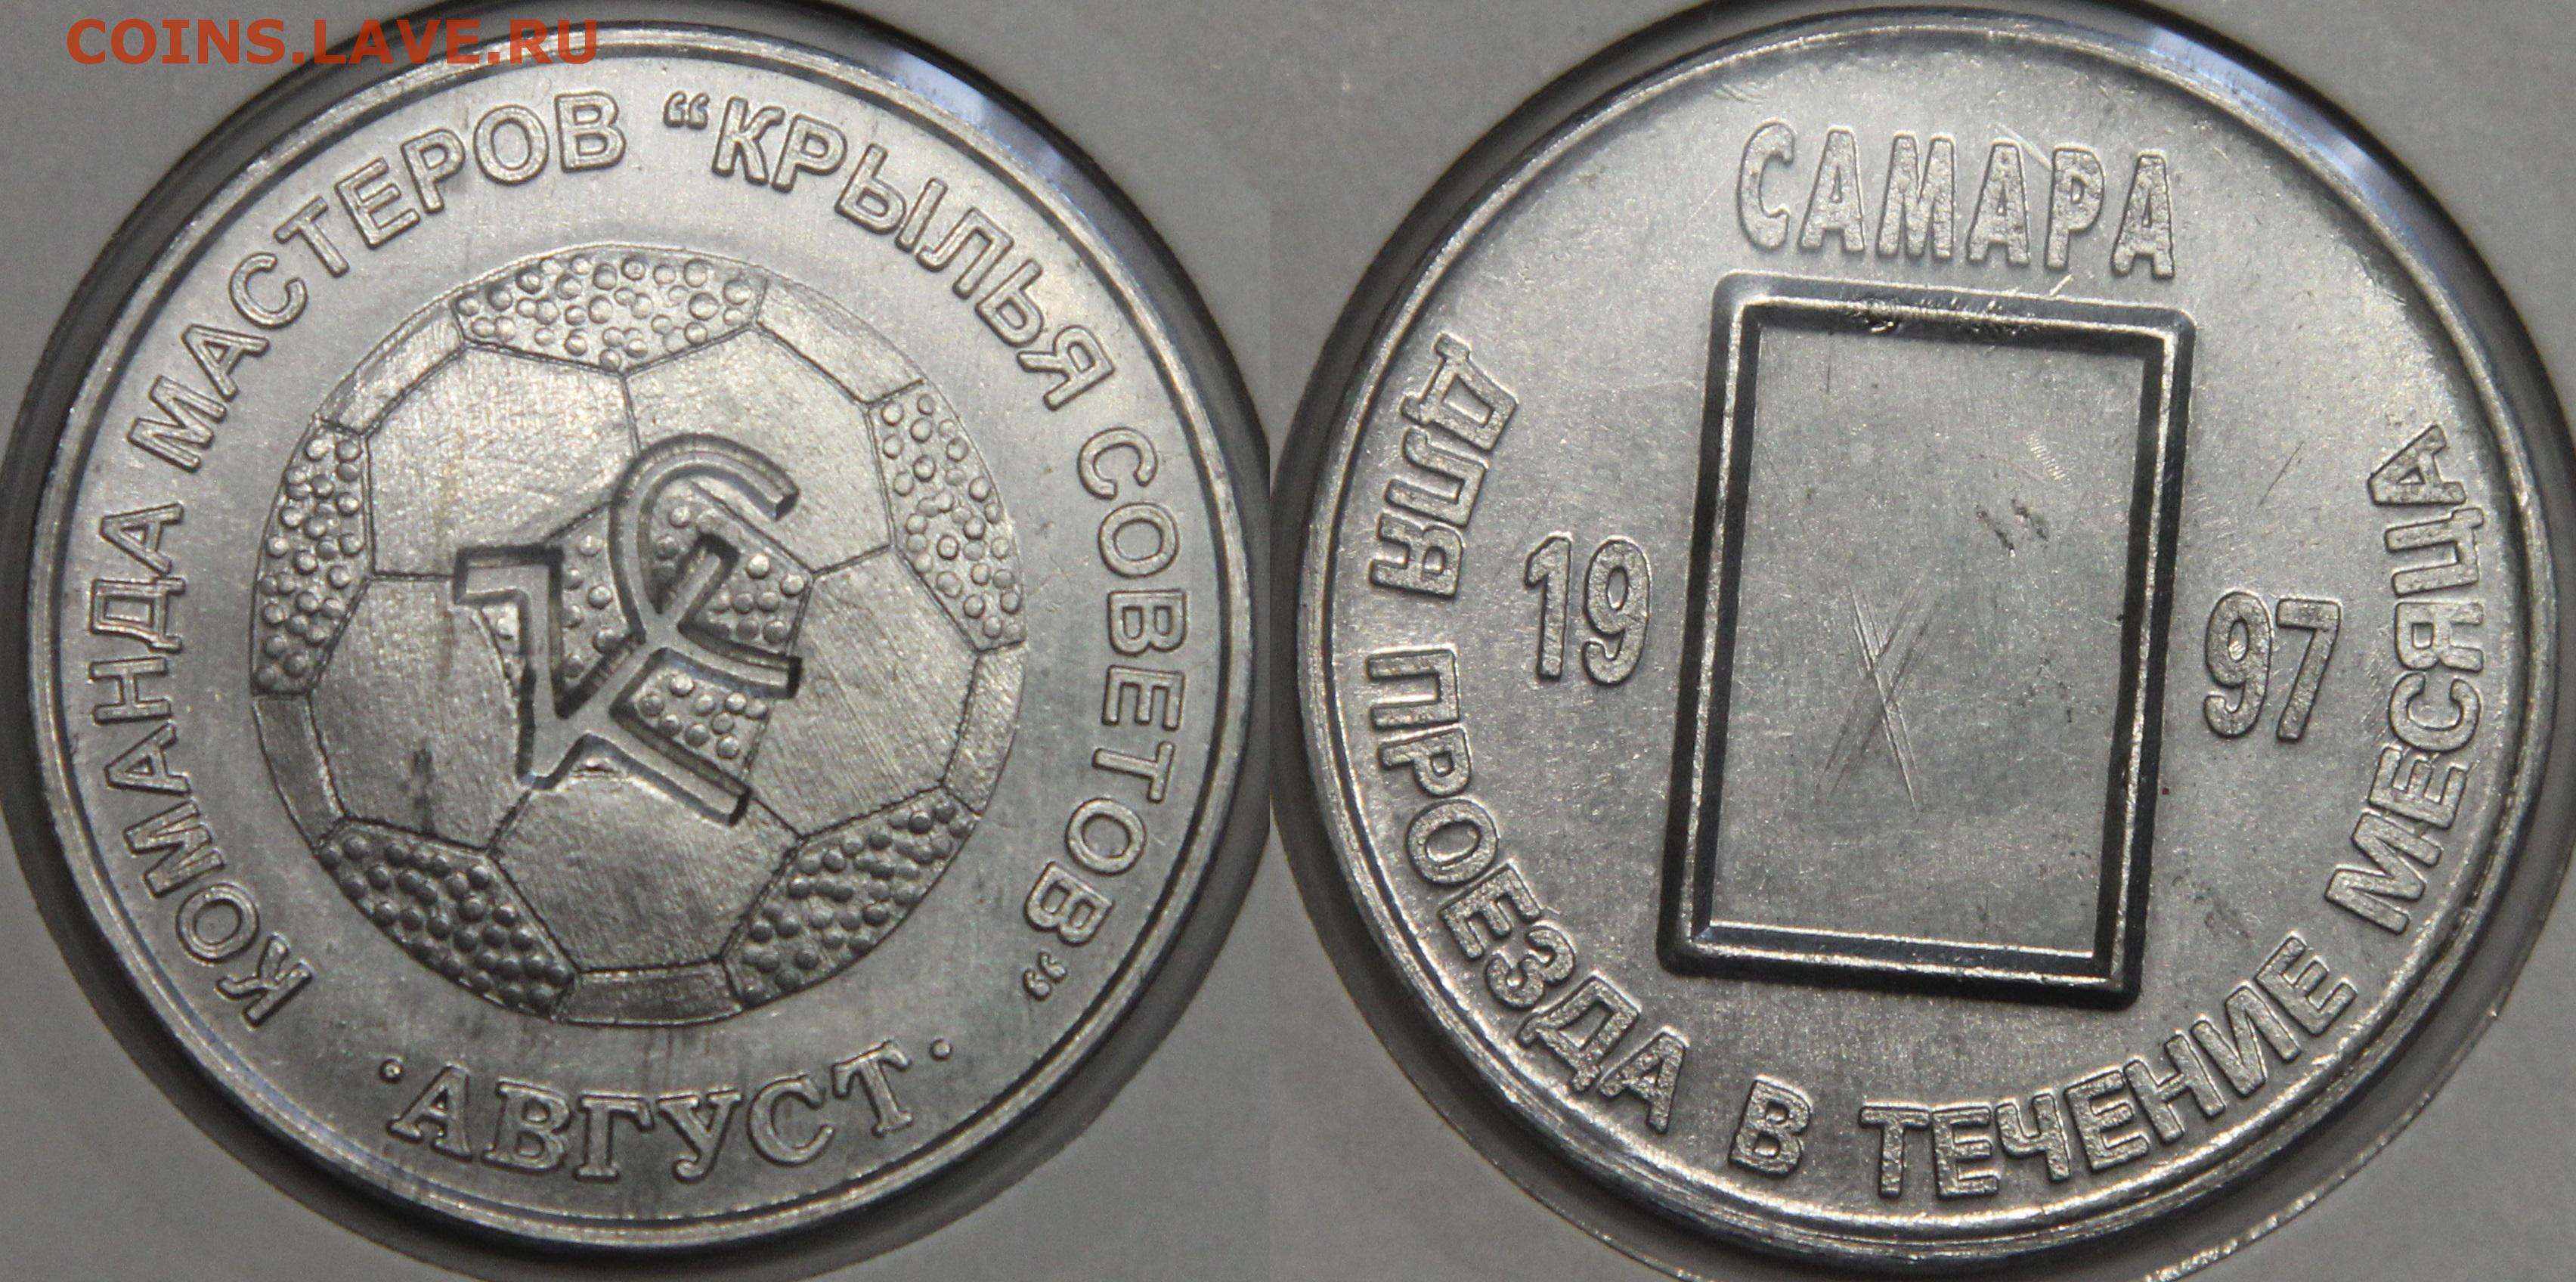 COINS.LAVE.RU
КОМАНДА МАСТЕРОВ “КРЫЛЬЯ СОВЕТОВ”
· АВГУСТ ·
САМАРА
19 97
ДЛЯ ПРОЕЗДА В ТЕЧЕНИЕ МЕСЯЦА